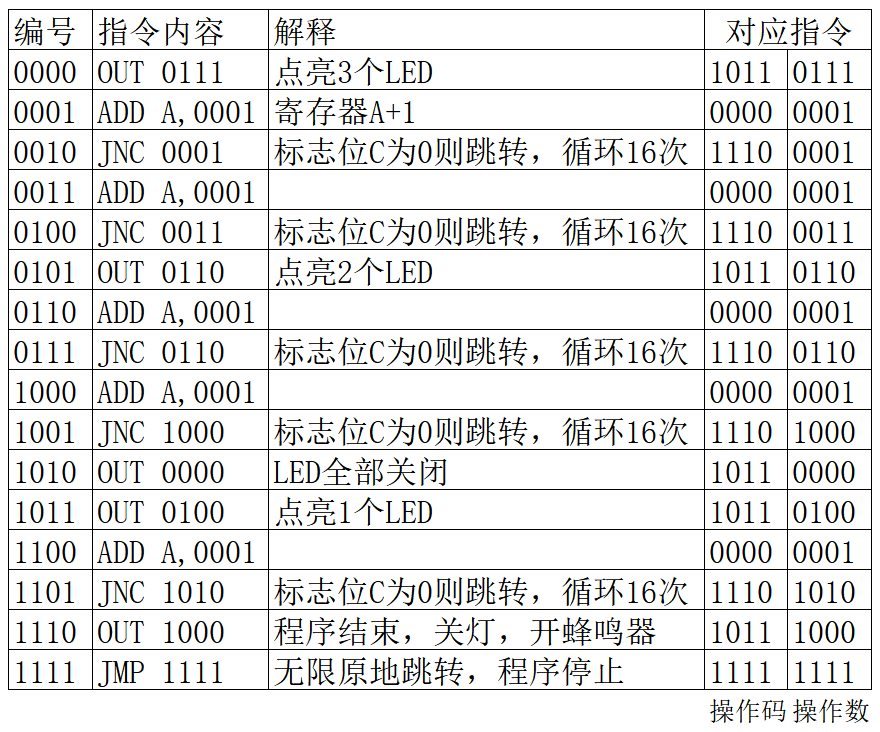 编号 指令内容 解释 对应指令
0000 OUT 0111 点亮3个LED 1011 0111
0001 ADD A,0001 寄存器A+1 0000 0001
0010 JNC 0001 标志位C为0则跳转，循环16次 1110 0001
0011 ADD A,0001 0000 0001
0100 JNC 0011 标志位C为0则跳转，循环16次 1110 0011
0101 OUT 0110 点亮2个LED 1011 0110
0110 ADD A,0001 0000 0001
0111 JNC 0110 标志位C为0则跳转，循环16次 1110 0110
1000 ADD A,0001 0000 0001
1001 JNC 1000 标志位C为0则跳转，循环16次 1110 1000
1010 OUT 0000 LED全部关闭 1011 0000
1011 OUT 0100 点亮1个LED 1011 0100
1100 ADD A,0001 0000 0001
1101 JNC 1010 标志位C为0则跳转，循环16次 1110 1010
1110 OUT 1000 程序结束，关灯，开蜂鸣器 1011 1000
1111 JMP 1111 无限原地跳转，程序停止 1111 1111
操作码 操作数